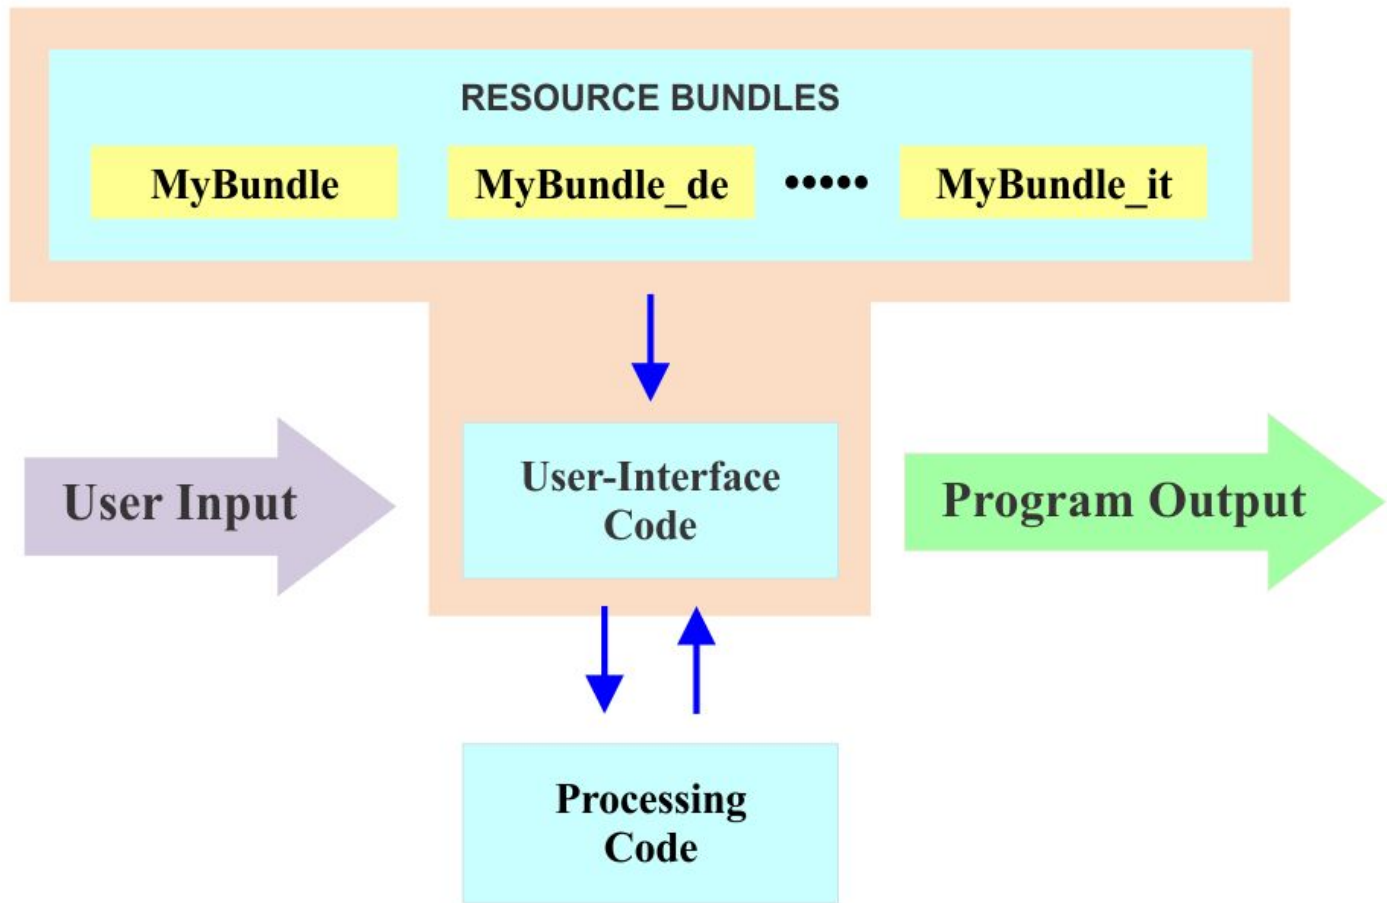 RESOURCE BUNDLES
MyBundle MyBundle_de ••••• MyBundle_it
User Input
User-Interface
Code
Program Output
Processing
Code